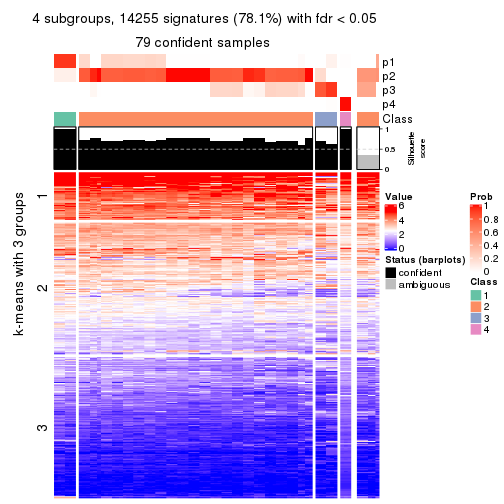 4 subgroups, 14255 signatures (78.1%) with fdr < 0.05
79 confident samples
p1
p2
p3
p4
Class
1
0.5
0
Silhouette
score
k-means with 3 groups
1
2
3
Value
6
4
2
0
Status (barplots)
confident
ambiguous
Prob
1
0.8
0.6
0.4
0.2
0
Class
1
2
3
4